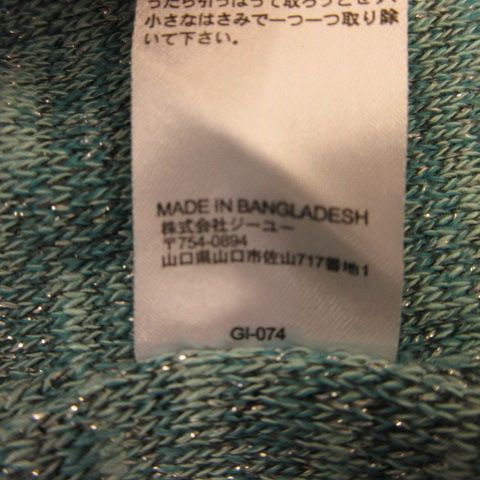 ったら引っぱって取ろうとせず、
小さなはさみで一つ一つ取り除
いて下さい。
MADE IN BANGLADESH
株式会社ジーユー
〒754-0894
山口県山口市佐山717番地1
GI-074